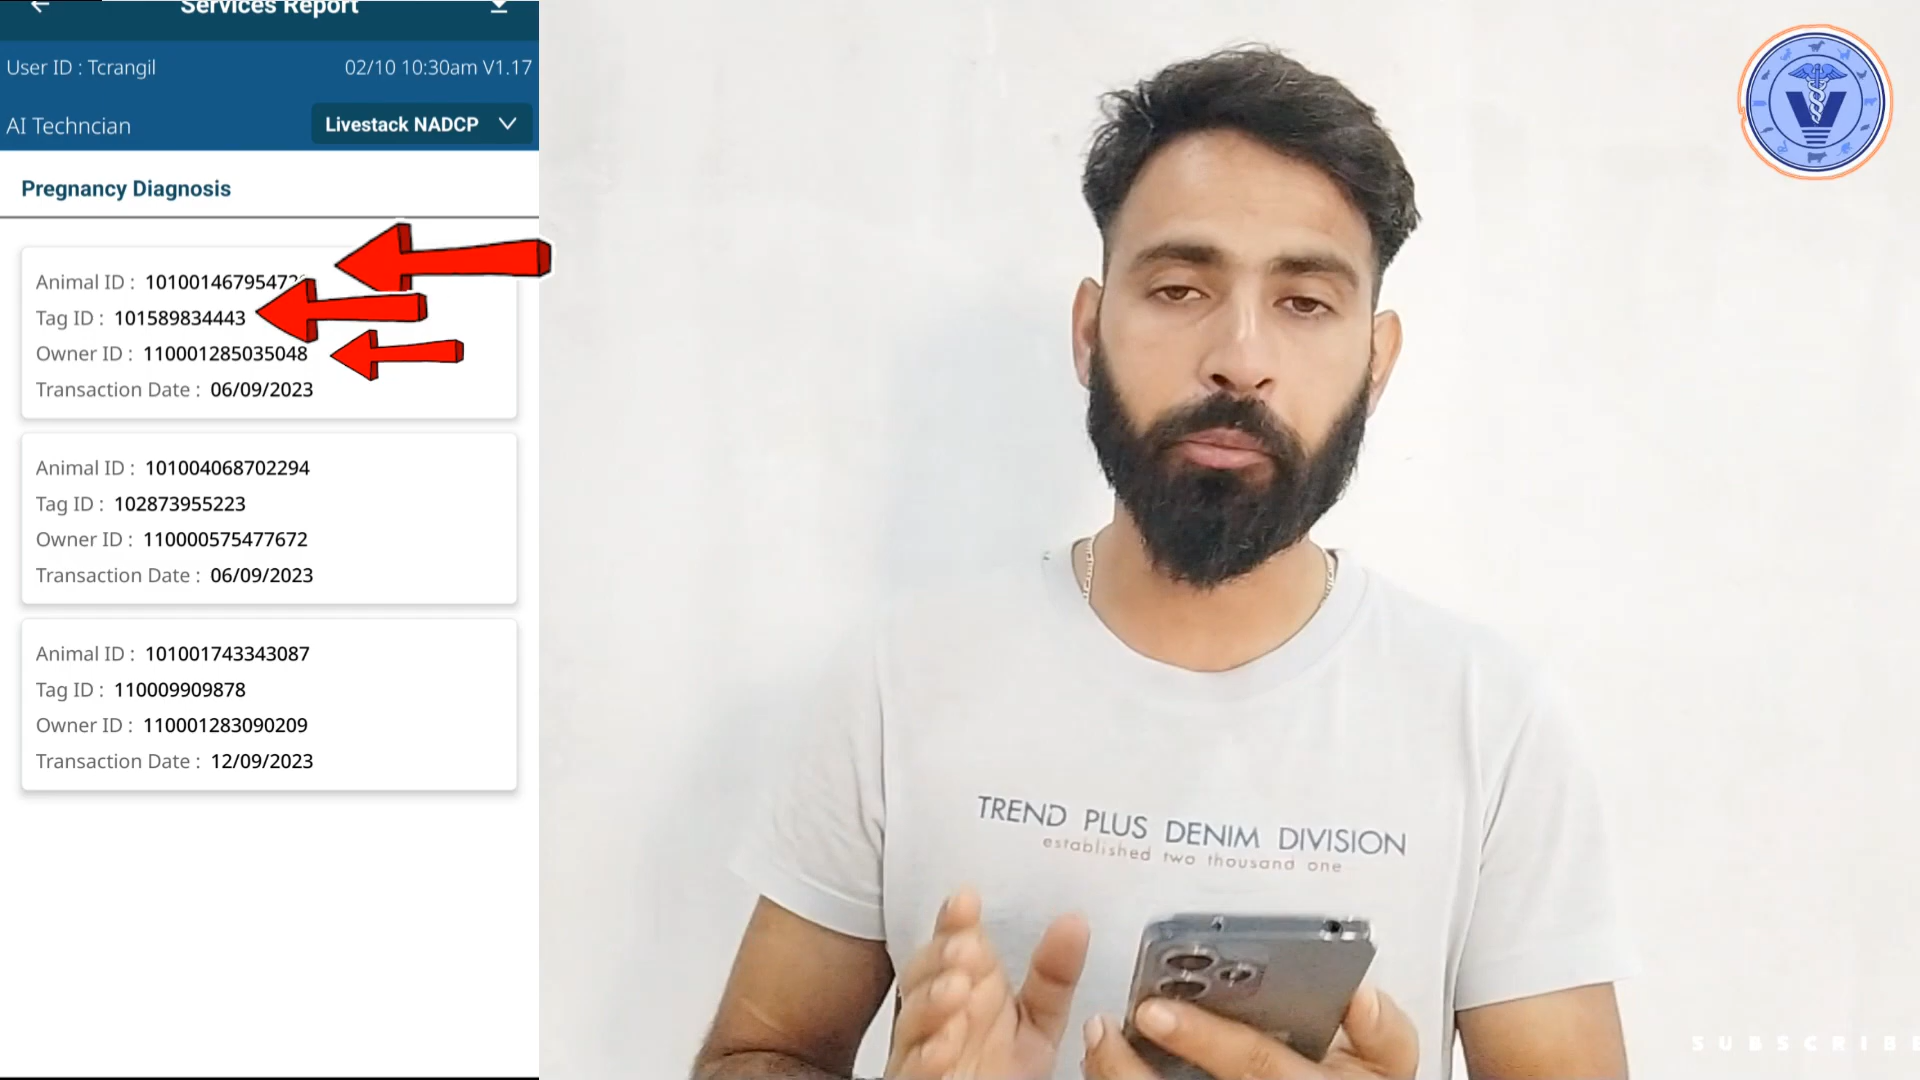 Services Report
User ID : Tcrangil
02/10 10:30am V1.17
AI Techncian
Livestack NADCP
Pregnancy Diagnosis
Animal ID :
Tag ID : 101589834443
Owner ID : 110001285035048
Transaction Date : 06/09/2023
Animal ID : 101004068702294
Tag ID : 102873955223
Owner ID : 110000575477672
Transaction Date : 06/09/2023
Animal ID : 101001743343087
Tag ID : 110009909878
Owner ID : 110001283090209
Transaction Date : 12/09/2023
V
TREND PLUS DENIM DIVISION
established two thousand one
SUBSCRIBE